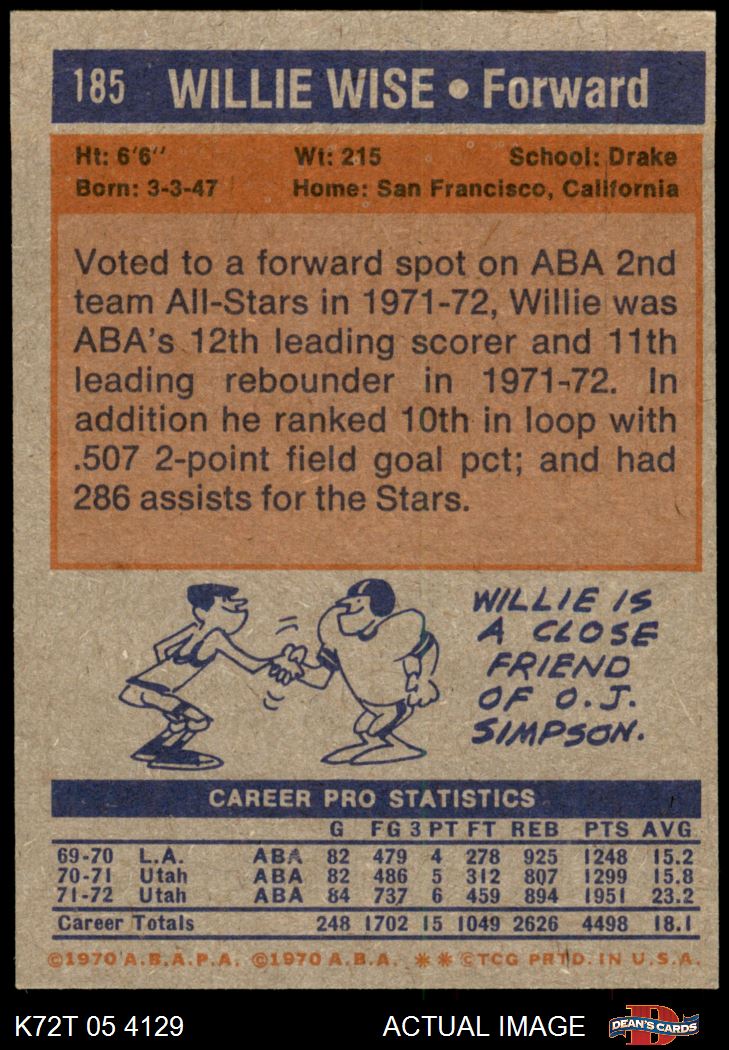 185 WILLIE WISE • Forward
Ht: 6'6'' Wt: 215 School: Drake
Born: 3-3-47 Home: San Francisco, California
Voted to a forward spot on ABA 2nd
team All-Stars in 1971-72, Willie was
ABA's 12th leading scorer and 11th
leading rebounder in 1971-72. In
addition he ranked 10th in loop with
.507 2-point field goal pct; and had
286 assists for the Stars.
WILLIE IS
A CLOSE
FRIEND
OF O.J.
SIMPSON.
CAREER PRO STATISTICS
G FG 3 PT FT REB PTS AVG
69-70 L.A. ABA 82 479 4 278 925 1248 15.2
70-71 Utah ABA 82 486 5 312 807 1299 15.8
71-72 Utah ABA 84 737 6 459 894 1951 23.2
Career Totals 248 1702 15 1049 2626 4498 18.1
©1970 A.B.A.P.A. ©1970 A.B.A. ** ©TCG PRTD. IN U.S.A.
K72T 05 4129 ACTUAL IMAGE D DEAN'S CARDS